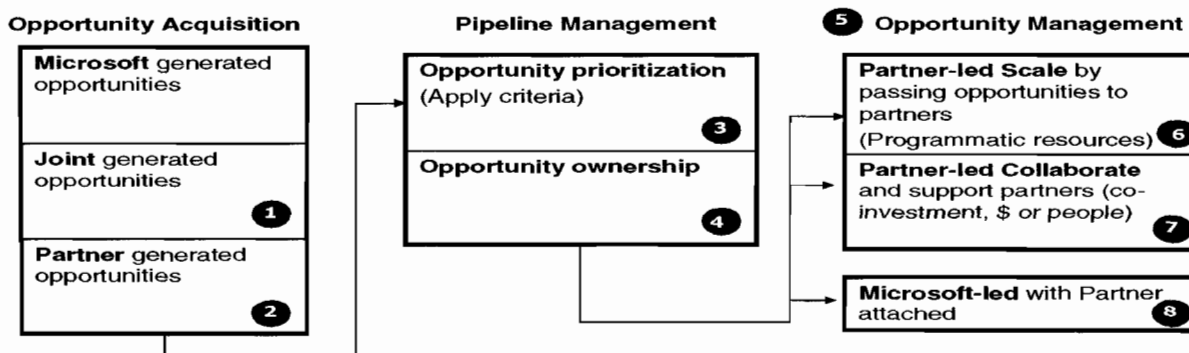 Opportunity Acquisition
Microsoft generated
opportunities
Joint generated
opportunities
1
Partner generated
opportunities
2
Pipeline Management
Opportunity prioritization
(Apply criteria)
3
Opportunity ownership
4
5 Opportunity Management
Partner-led Scale by
passing opportunities to
partners
(Programmatic resources) 6
Partner-led Collaborate
and support partners (co-
investment, $ or people)
7
Microsoft-led with Partner
attached
8